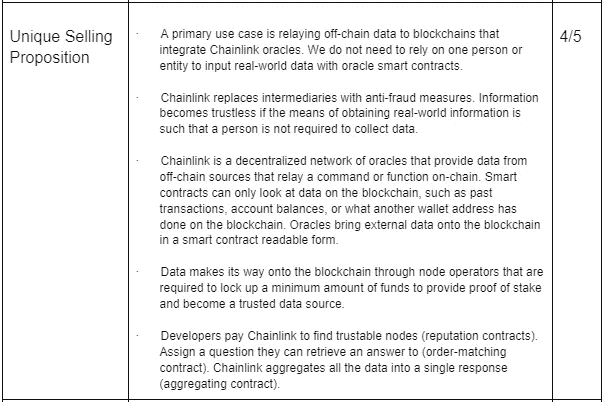 Unique Selling
Proposition
· A primary use case is relaying off-chain data to blockchains that
integrate Chainlink oracles. We do not need to rely on one person or
entity to input real-world data with oracle smart contracts.
· Chainlink replaces intermediaries with anti-fraud measures. Information
becomes trustless if the means of obtaining real-world information is
such that a person is not required to collect data.
· Chainlink is a decentralized network of oracles that provide data from
off-chain sources that relay a command or function on-chain. Smart
contracts can only look at data on the blockchain, such as past
transactions, account balances, or what another wallet address has
done on the blockchain. Oracles bring external data onto the blockchain
in a smart contract readable form.
· Data makes its way onto the blockchain through node operators that are
required to lock up a minimum amount of funds to provide proof of stake
and become a trusted data source.
· Developers pay Chainlink to find trustable nodes (reputation contracts).
Assign a question they can retrieve an answer to (order-matching
contract). Chainlink aggregates all the data into a single response
(aggregating contract).
4/5